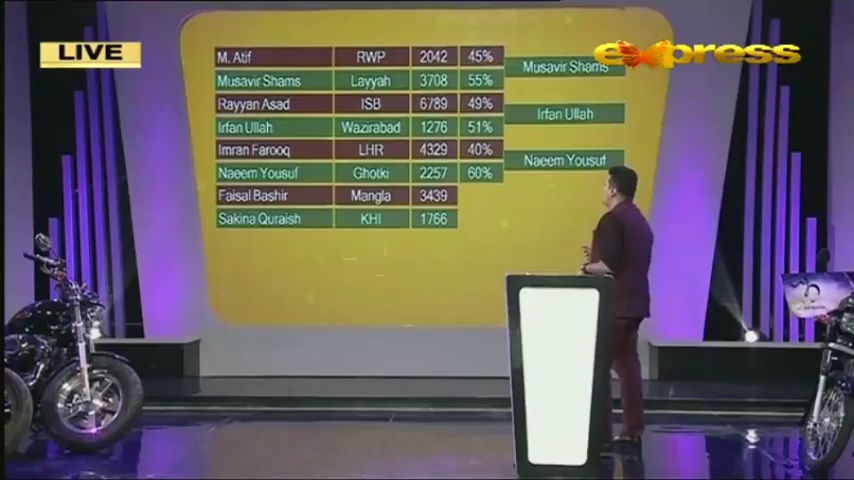 LIVE
express
M. Atif RWP 2042 45%
Musavir Shams Layyah 3708 55%
Musavir Shams
Rayyan Asad ISB 6789 49%
Irfan Ullah Wazirabad 1276 51%
Irfan Ullah
Imran Farooq LHR 4329 40%
Naeem Yousuf Ghotki 2257 60%
Naeem Yousuf
Faisal Bashir Mangla 3439
Sakina Quraish KHI 1766